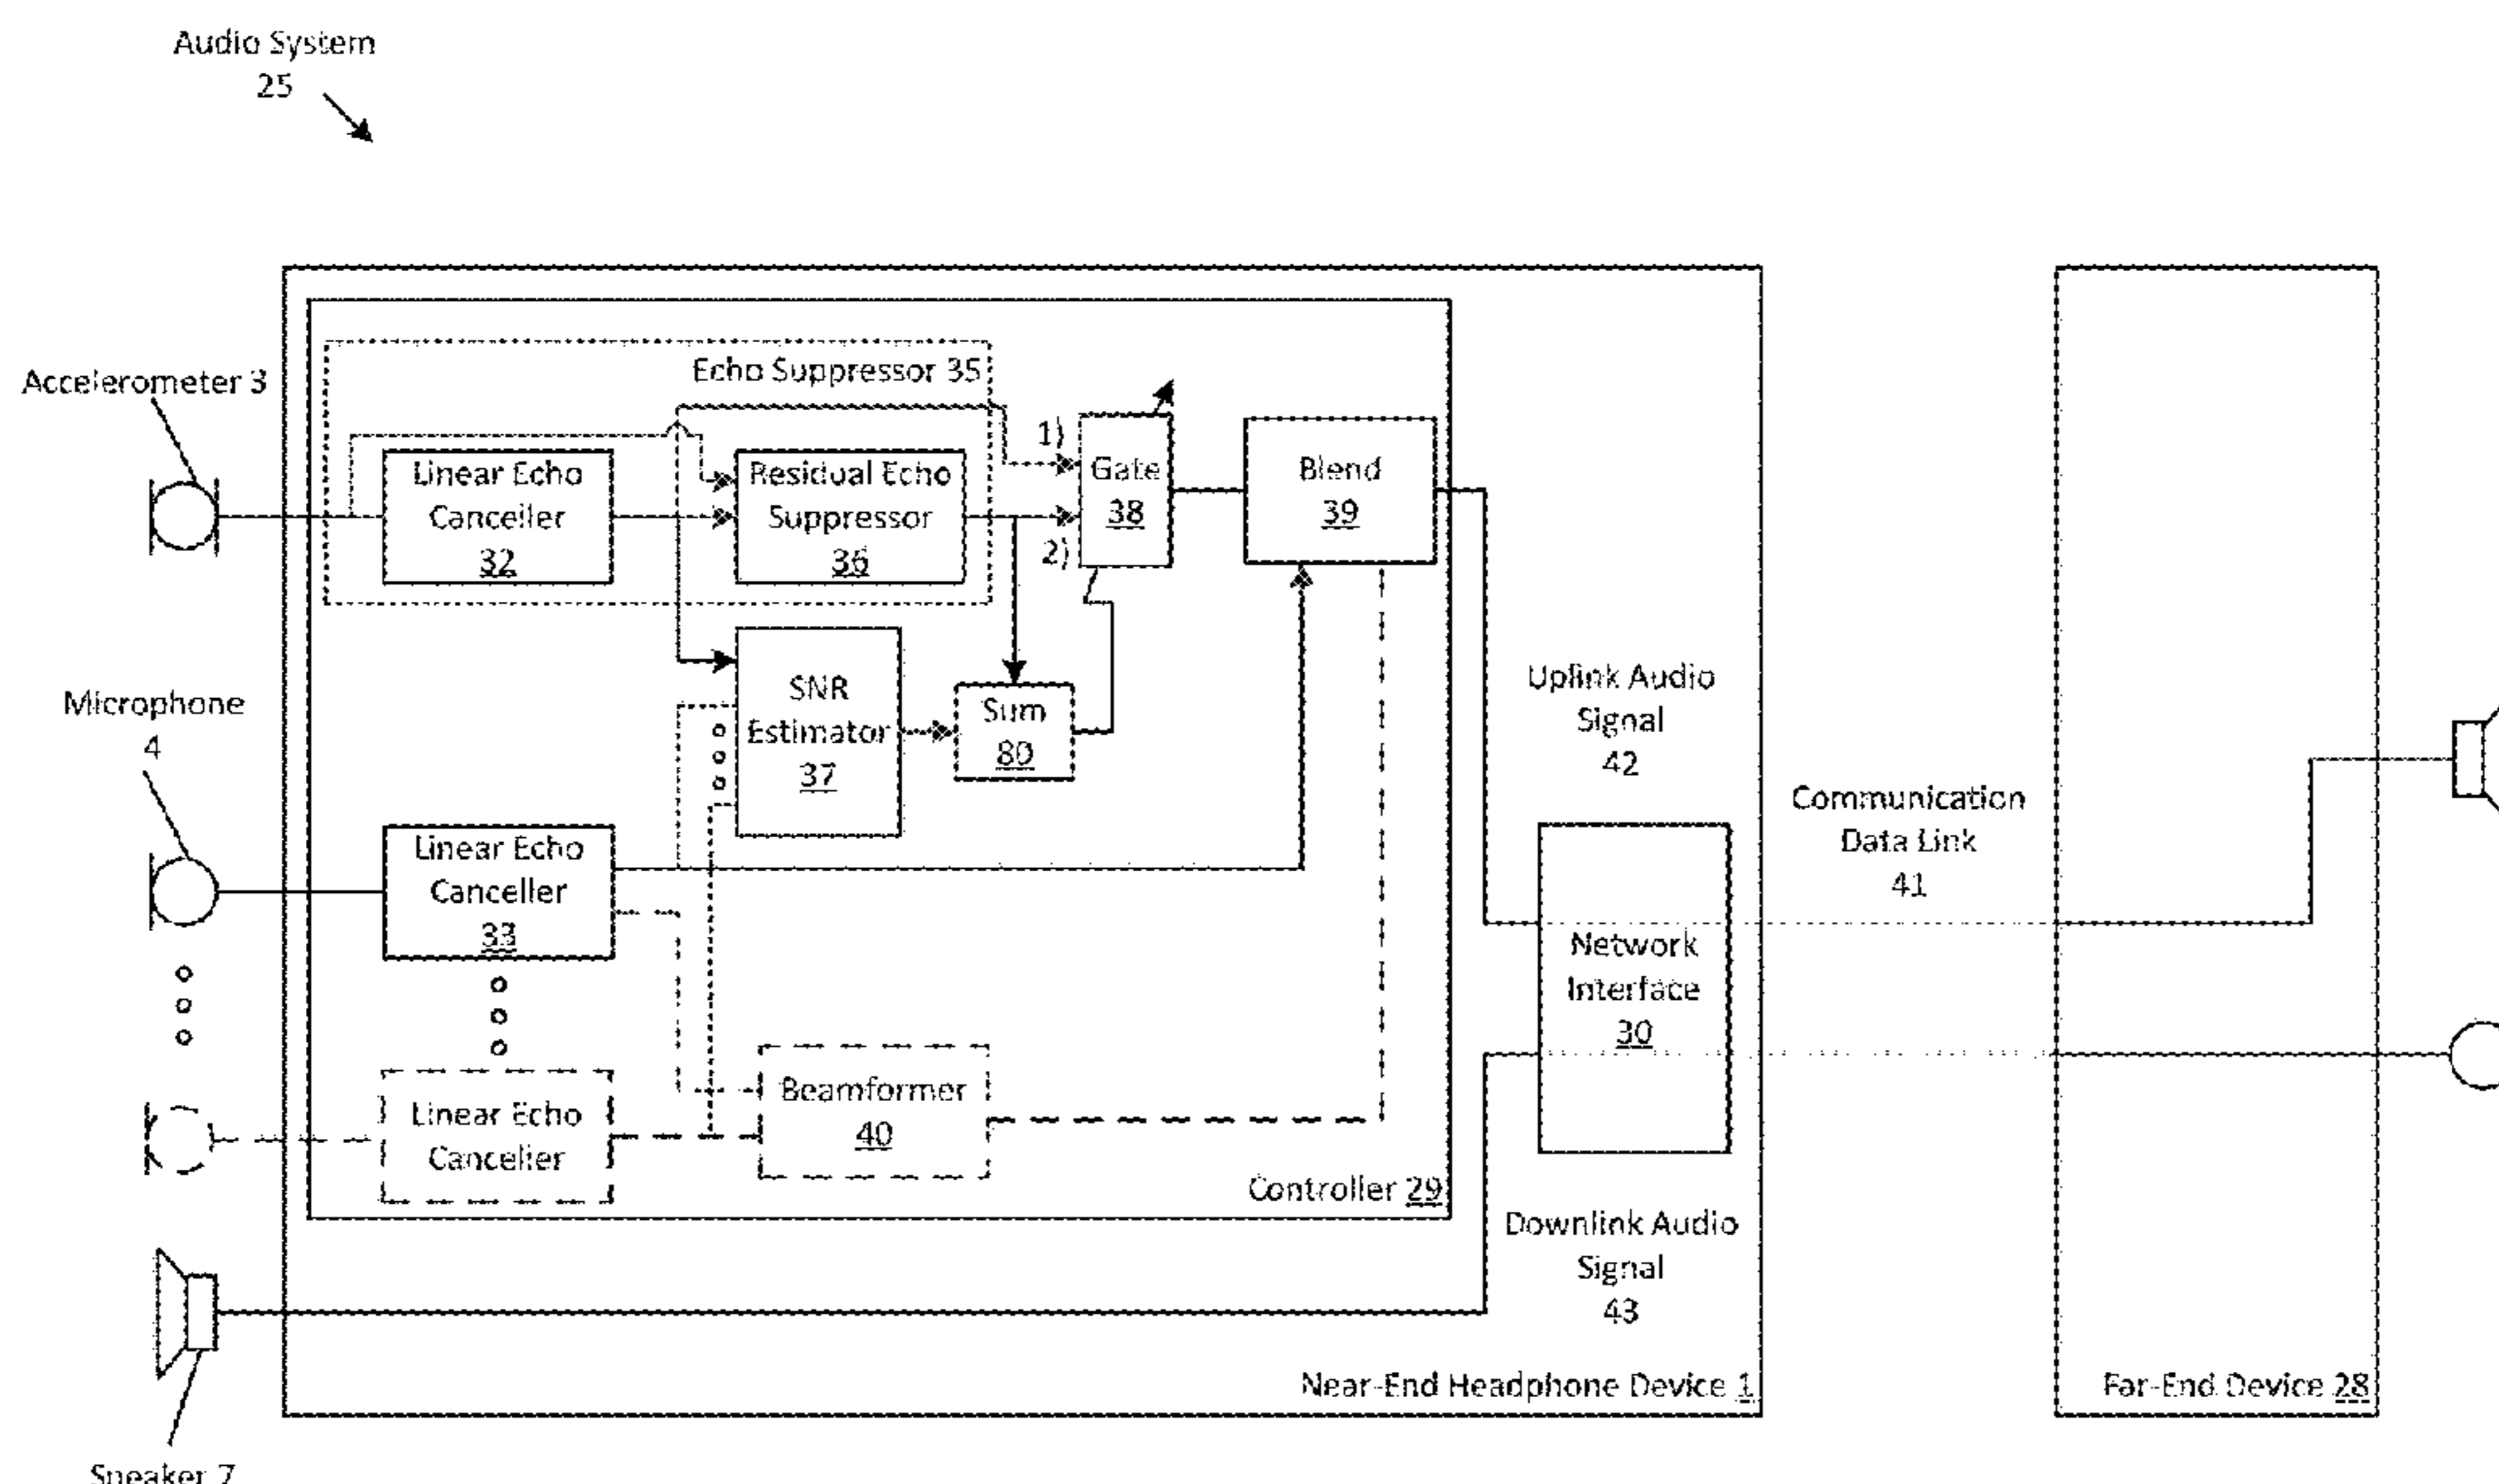 Audio System
25
Accelerometer 3
Echo Suppressor 35
Linear Echo
Canceller
32
Residual Echo
Suppressor
36
1)
2)
Gate
38
Blend
39
Microphone
4
SNR
Estimator
37
Sum
80
Linear Echo
Canceller
33
Linear Echo
Canceller
Beamformer
40
Controller 29
Uplink Audio
Signal
42
Communication
Data Link
41
Network
Interface
30
Downlink Audio
Signal
43
Near-End Headphone Device 1
Far-End Device 28
Speaker 7